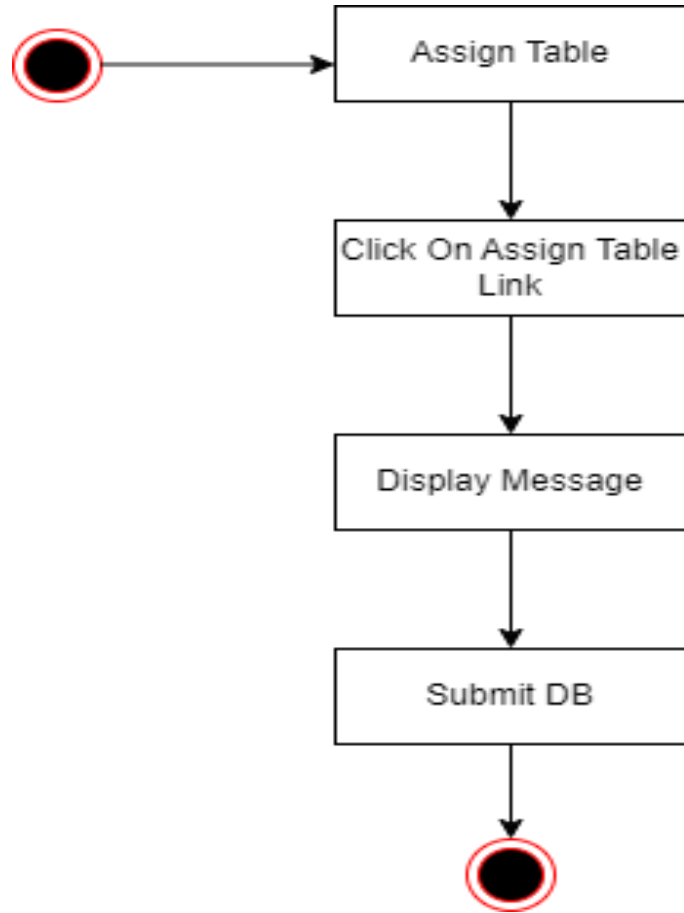 Assign Table
Click On Assign Table
Link
Display Message
Submit DB